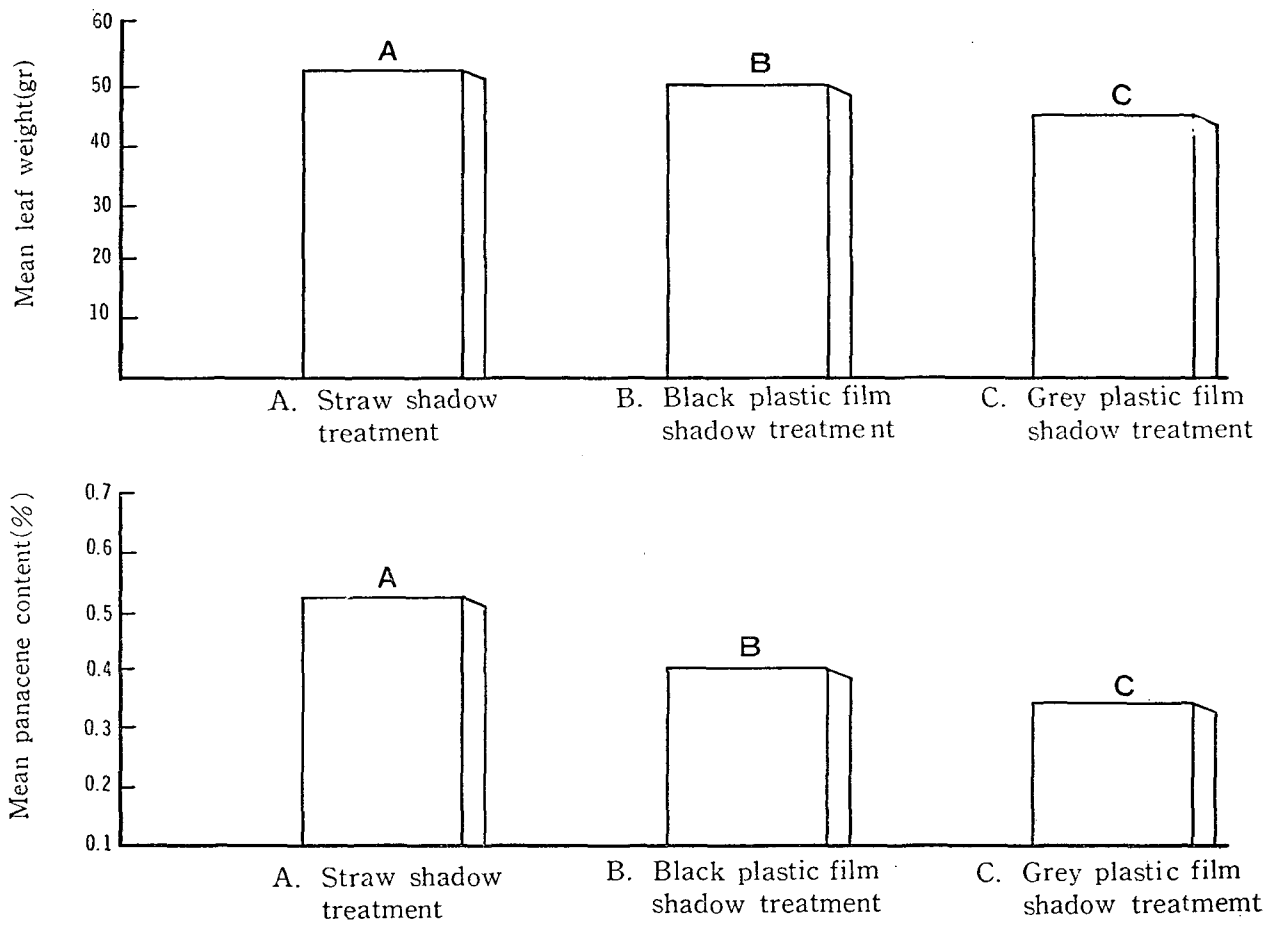 Mean leaf weight(gr)
60
50
40
30
20
10
A
B
C
A. Straw shadow
treatment
B. Black plastic film
shadow treatment
C. Grey plastic film
shadow treatment
Mean panacene content(%)
0.7
0.6
0.5
0.4
0.3
0.2
0.1
A
B
C
A. Straw shadow
treatment
B. Black plastic film
shadow treatment
C. Grey plastic film
shadow treatmemt